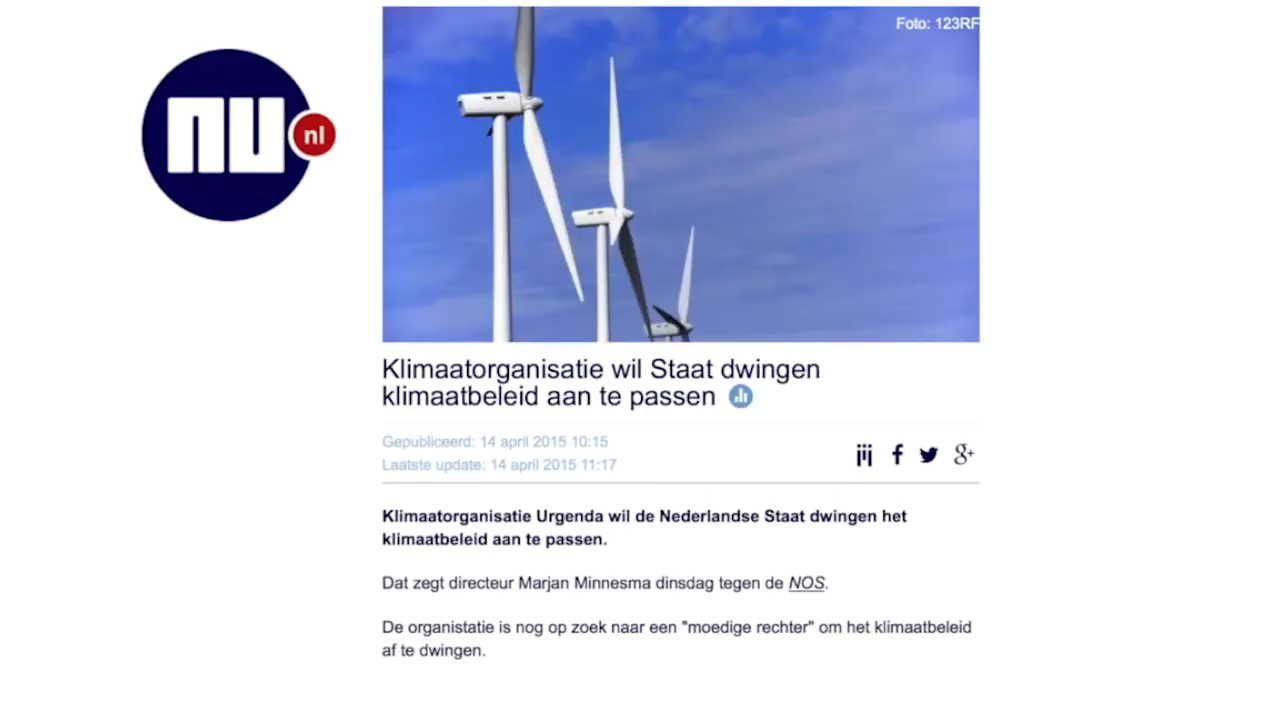 Foto: 123RF
nu
nl
Klimaatorganisatie wil Staat dwingen
klimaatbeleid aan te passen
Gepubliceerd: 14 april 2015 10:15
Laatste update: 14 april 2015 11:17
Klimaatorganisatie Urgenda wil de Nederlandse Staat dwingen het
klimaatbeleid aan te passen.
Dat zegt directeur Marjan Minnesma dinsdag tegen de NOS.
De organistatie is nog op zoek naar een "moedige rechter" om het klimaatbeleid
af te dwingen.